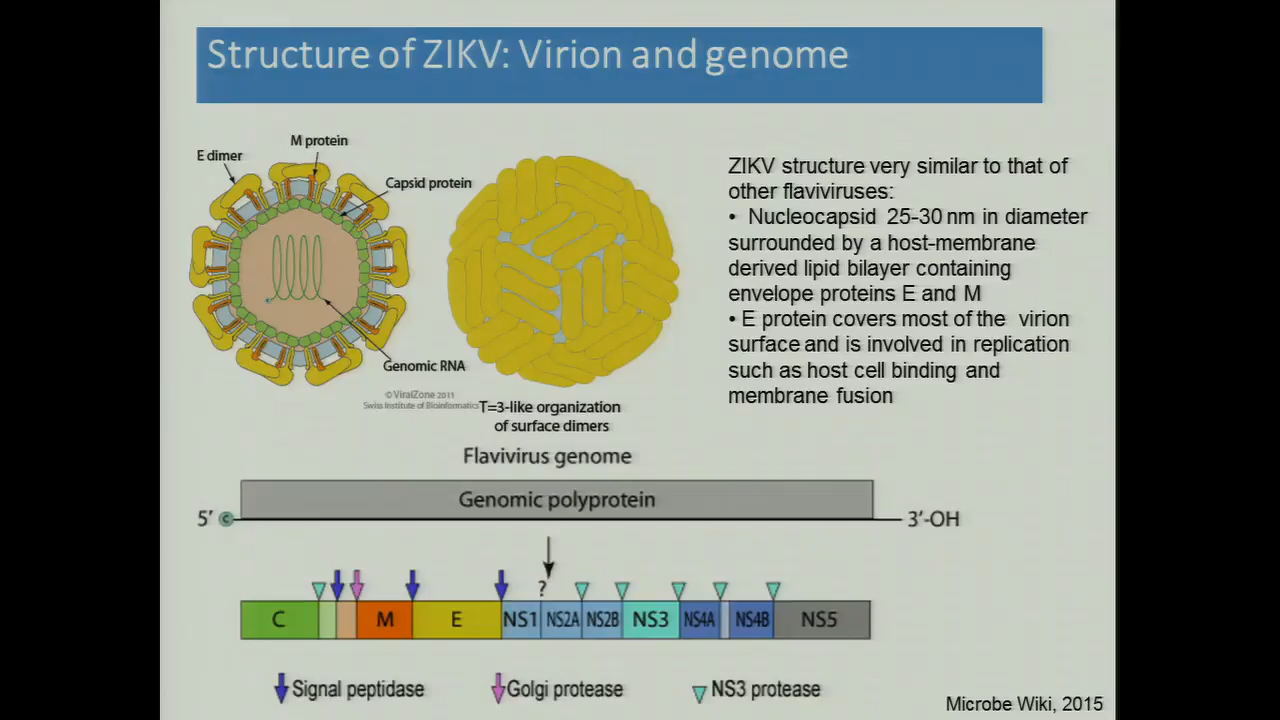 Structure of ZIKV: Virion and genome
M protein
E dimer
Capsid protein
Genomic RNA
© ViralZone 2011
Swiss Institute of Bioinformatics
T=3-like organization
of surface dimers
ZIKV structure very similar to that of
other flaviviruses:
• Nucleocapsid 25-30 nm in diameter
surrounded by a host-membrane
derived lipid bilayer containing
envelope proteins E and M
• E protein covers most of the virion
surface and is involved in replication
such as host cell binding and
membrane fusion
Flavivirus genome
Genomic polyprotein
5' C 3'-OH
?
C M E NS1 NS2A NS2B NS3 NS4A NS4B NS5
Signal peptidase Golgi protease NS3 protease
Microbe Wiki, 2015